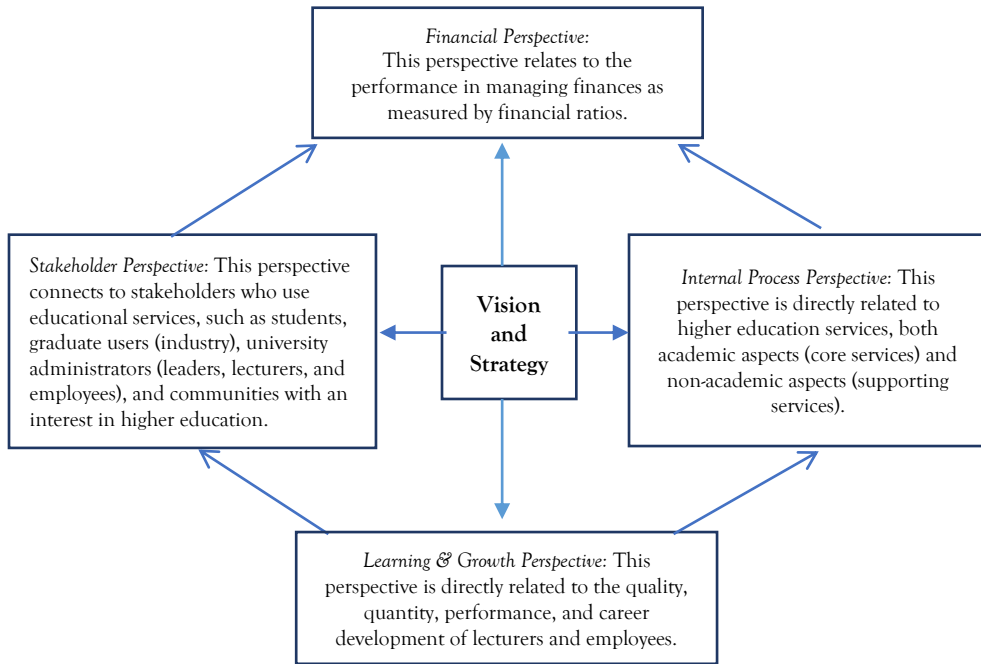 Financial Perspective:
This perspective relates to the
performance in managing finances as
measured by financial ratios.
Stakeholder Perspective: This perspective
connects to stakeholders who use
educational services, such as students,
graduate users (industry), university
administrators (leaders, lecturers, and
employees), and communities with an
interest in higher education.
Vision
and
Strategy
Internal Process Perspective: This
perspective is directly related to
higher education services, both
academic aspects (core services) and
non-academic aspects (supporting
services).
Learning & Growth Perspective: This
perspective is directly related to the quality,
quantity, performance, and career
development of lecturers and employees.